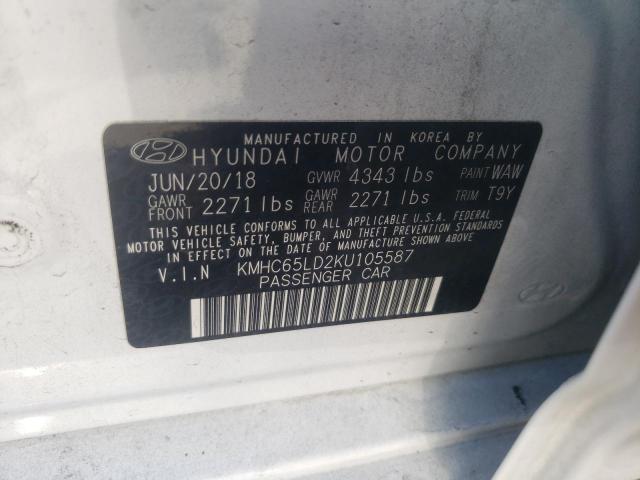 MANUFACTURED IN KOREA BY
HYUNDAI MOTOR COMPANY
JUN/20/18 GVWR 4343 lbs PAINT WAW
GAWR FRONT 2271 lbs GAWR REAR 2271 lbs TRIM T9Y
THIS VEHICLE CONFORMS TO ALL APPLICABLE U.S.A. FEDERAL
MOTOR VEHICLE SAFETY, BUMPER, AND THEFT PREVENTION
STANDARDS IN EFFECT ON THE DATE OF MANUFACTURE SHOWN ABOVE.
V.I.N KMHC65LD2KU105587
PASSENGER CAR